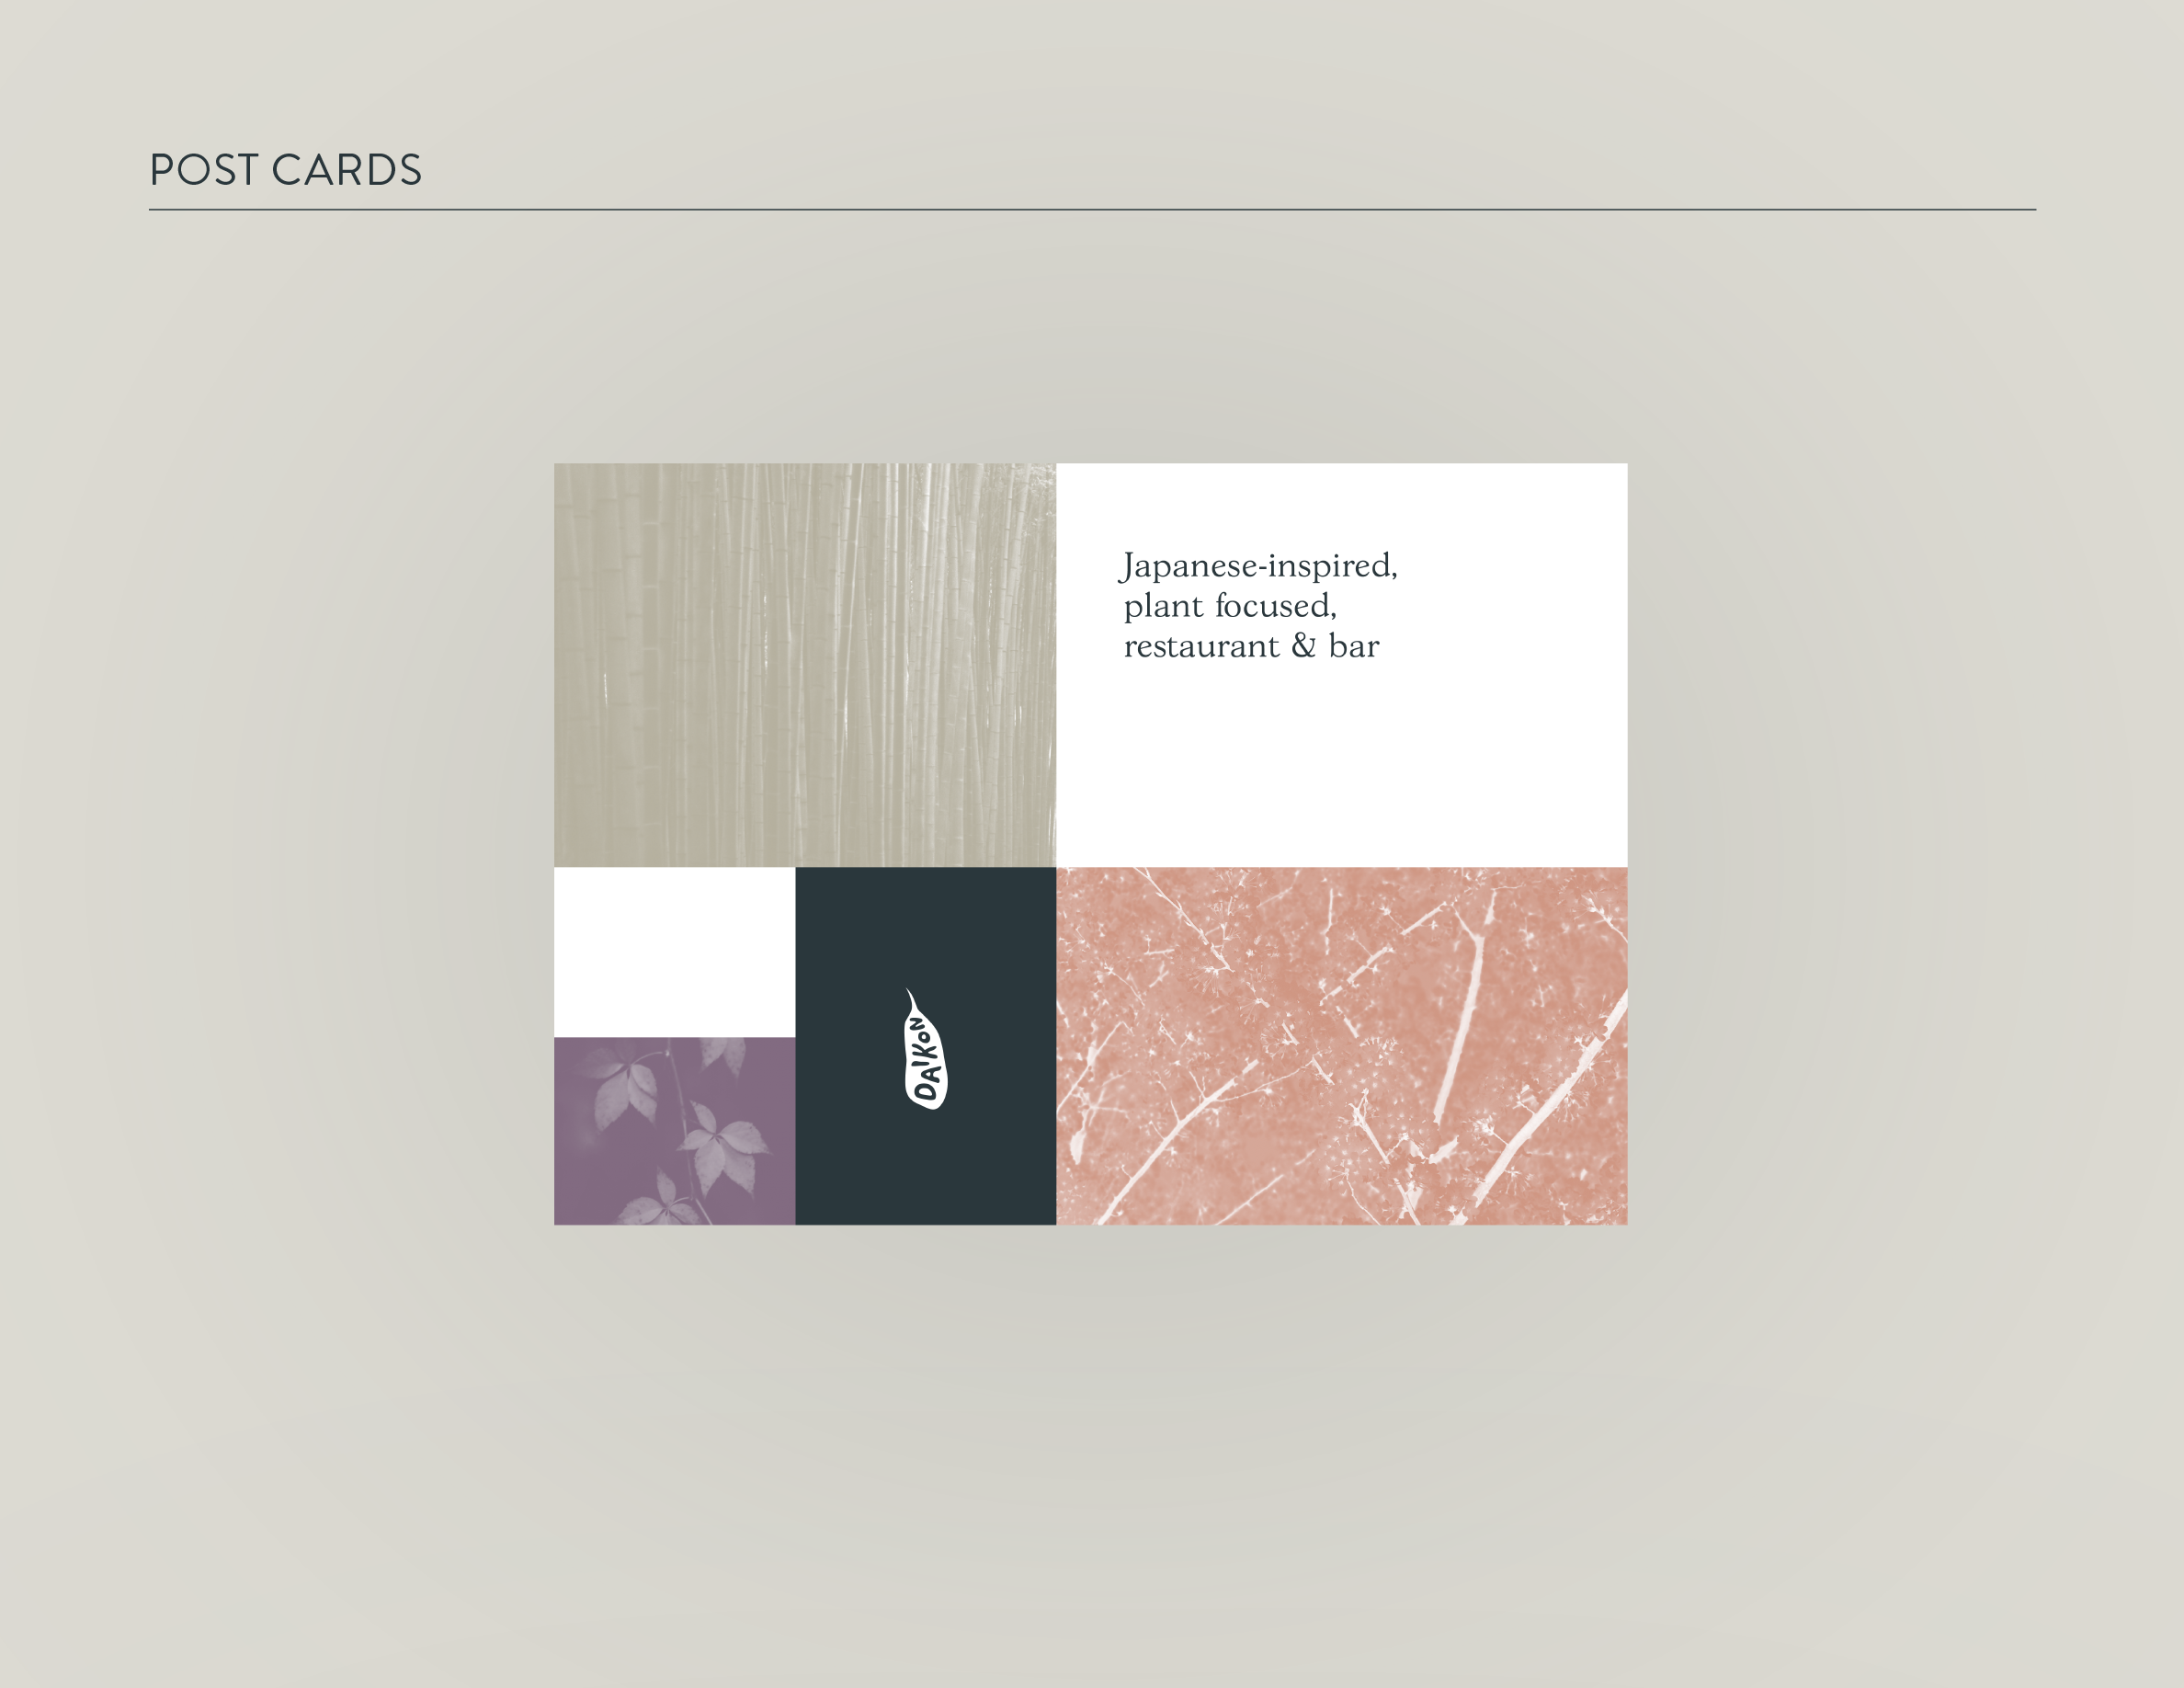 POST CARDS
Japanese-inspired,
plant focused,
restaurant & bar
DAIKON